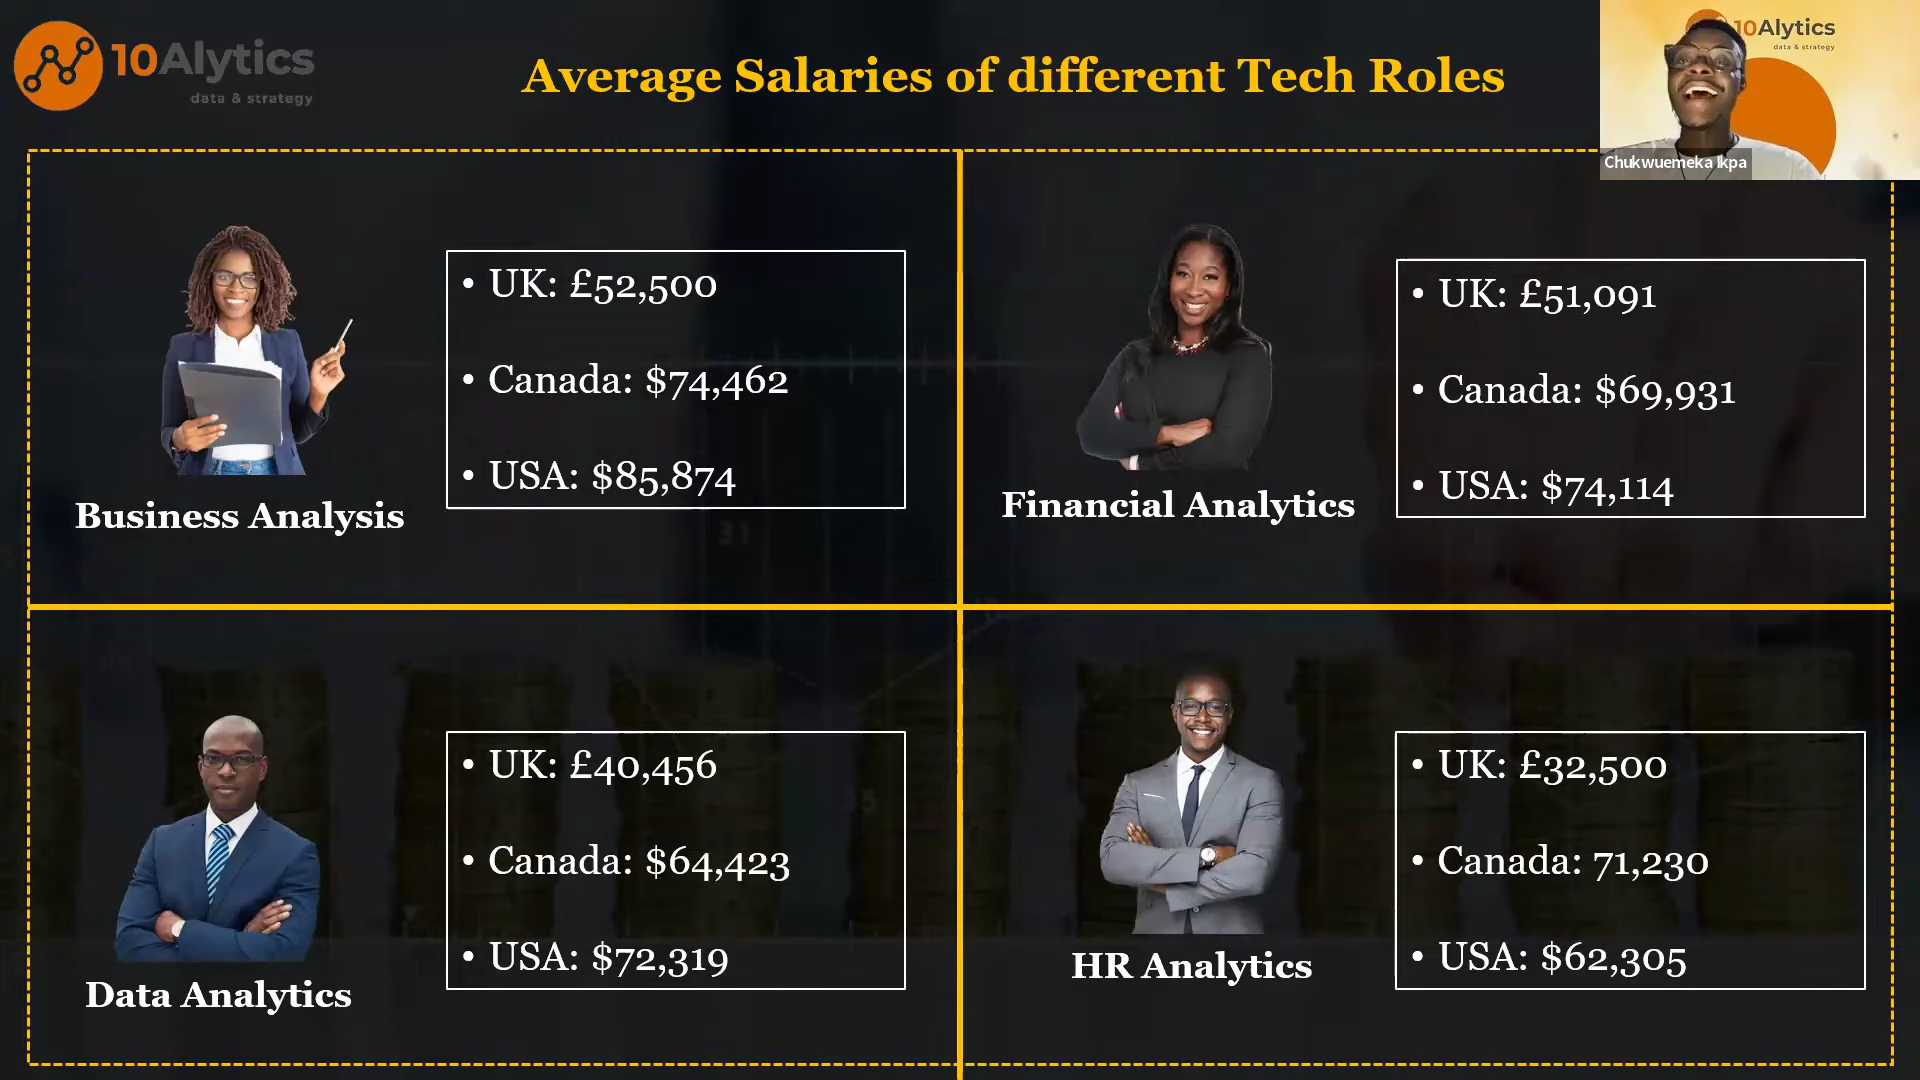 10Alytics
data & strategy
Average Salaries of different Tech Roles
10Alytics
data & strategy
Chukwuemeka Ikpa
• UK: £52,500
• Canada: $74,462
• USA: $85,874
Business Analysis
• UK: £51,091
• Canada: $69,931
• USA: $74,114
Financial Analytics
• UK: £40,456
• Canada: $64,423
• USA: $72,319
Data Analytics
• UK: £32,500
• Canada: 71,230
• USA: $62,305
HR Analytics
31